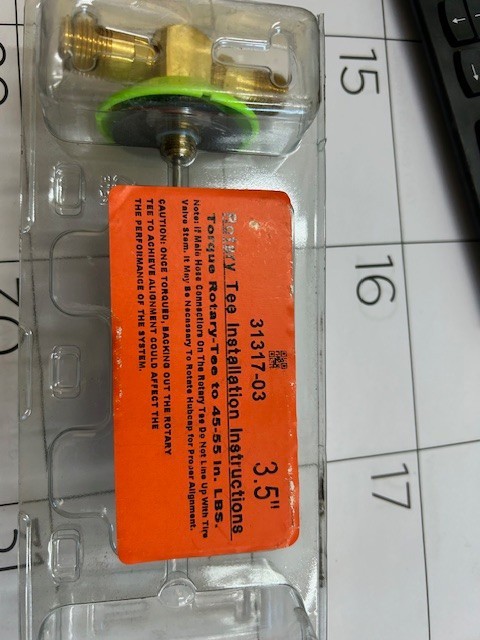 31317-03 3.5"
Rotary Tee Installation Instructions
Torque Rotary-Tee to 45-55 In. LBS.
Note: If Male Hose Connections On The Rotary Tee Do Not Line Up With Tire
Valve Stem. It May Be Necessary To Rotate Hubcap for Proper Alignment.
CAUTION: ONCE TORQUED, BACKING OUT THE ROTARY
TEE TO ACHIEVE ALIGNMENT COULD AFFECT THE
THE PERFORMANCE OF THE SYSTEM.
15
16
17